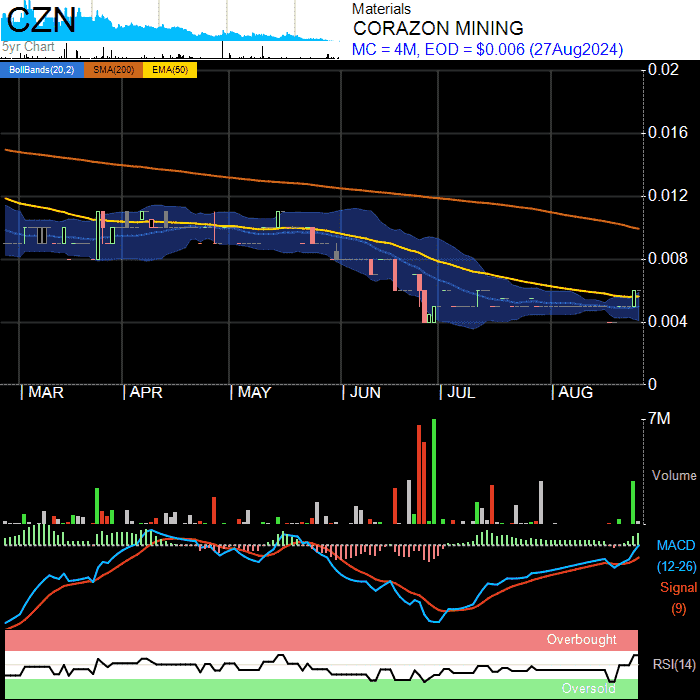 CZN
5yr Chart
Materials
CORAZON MINING
MC = 4M, EOD = $0.006 (27Aug2024)
BollBands(20,2) SMA(200) EMA(50)
0.02
0.016
0.012
0.008
0.004
0
MAR APR MAY JUN JUL AUG
7M
Volume
MACD
(12-26)
Signal
(9)
Overbought
RSI(14)
Oversold